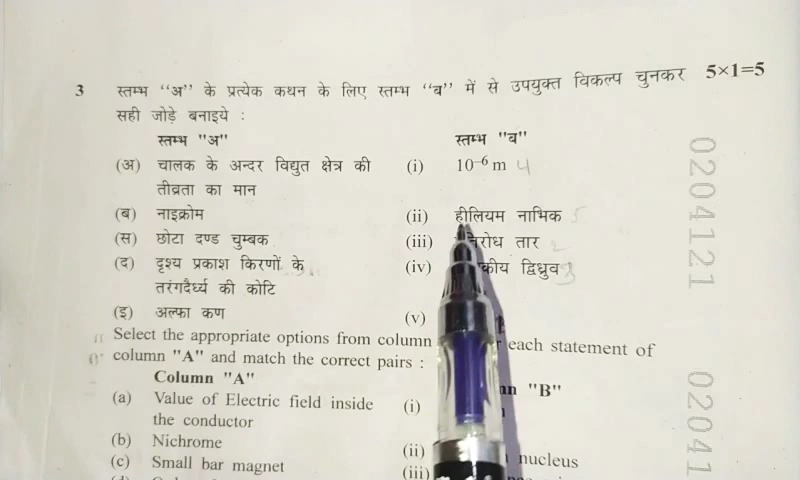 3 स्तम्भ "अ" के प्रत्येक कथन के लिए स्तम्भ "ब" में से उपयुक्त विकल्प चुनकर 5×1=5
सही जोड़े बनाइये :
स्तम्भ "अ" स्तम्भ "ब"
(अ) चालक के अन्दर विद्युत क्षेत्र की (i) 10⁻⁶ m 4
तीव्रता का मान
(ब) नाइक्रोम (ii) हीलियम नाभिक 5
(स) छोटा दण्ड चुम्बक (iii) तार 2
(द) दृश्य प्रकाश किरणों के (iv) द्विध्रुव 3
तरंगदैर्ध्य की कोटि
(इ) अल्फा कण (v)
Select the appropriate options from column each statement of
column "A" and match the correct pairs :
Column "A" "B"
(a) Value of Electric field inside (i)
the conductor
(b) Nichrome (ii) nucleus
(c) Small bar magnet (iii)
0204121
02041